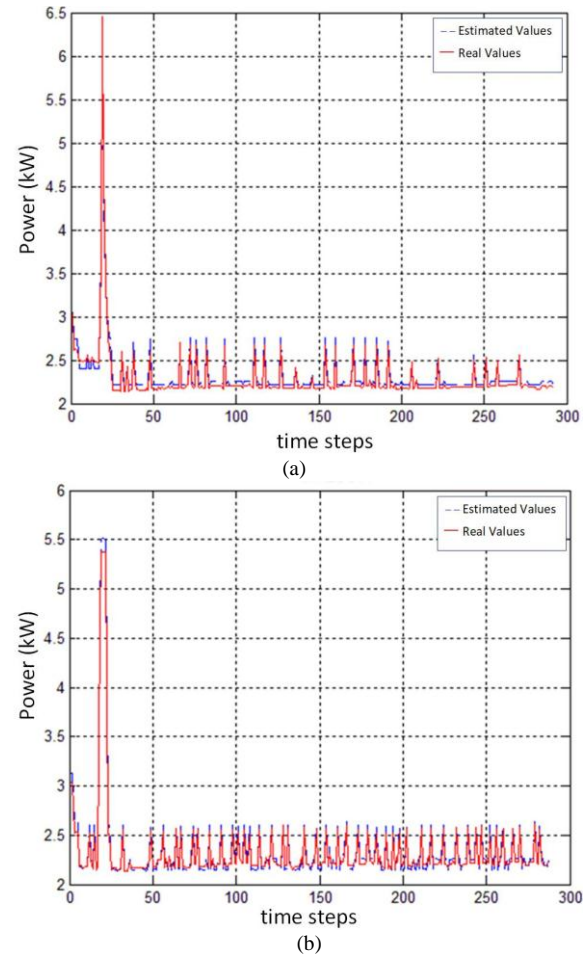 6.5
6
5.5
5
4.5
4
3.5
3
2.5
2
Power (kW)
0 50 100 150 200 250 300
time steps
--- Estimated Values
— Real Values
(a)
6
5.5
5
4.5
4
3.5
3
2.5
2
Power (kW)
0 50 100 150 200 250 300
time steps
--- Estimated Values
— Real Values
(b)